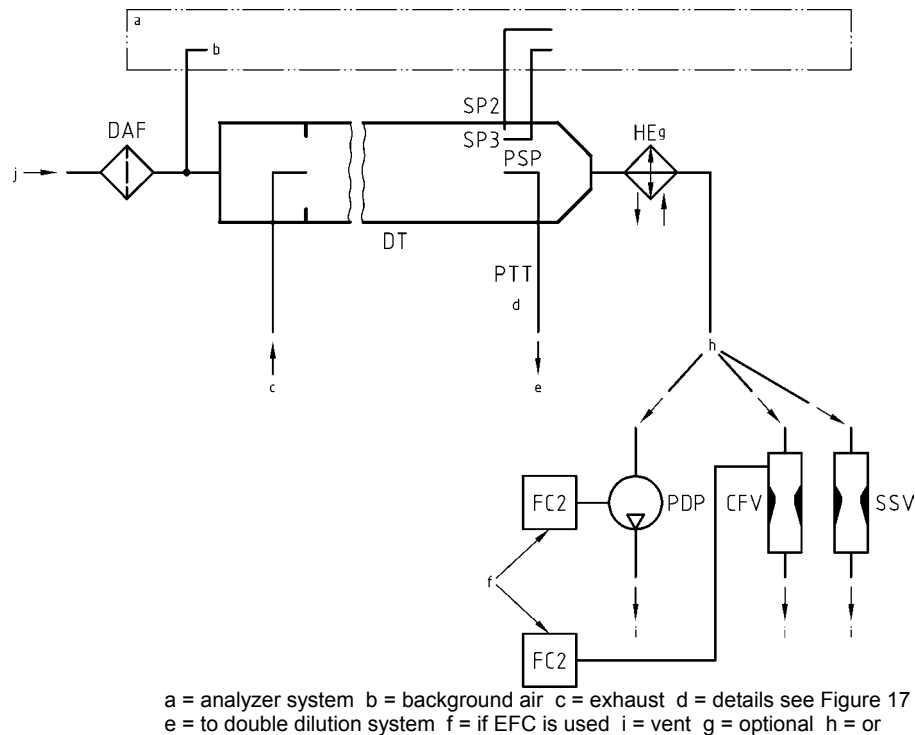 a
b
SP2
DAF
SP3
HEg
PSP
j
DT
PTT
d
h
c
e
FC2
PDP
CFV
SSV
f
i
i
i
FC2
a = analyzer system b = background air c = exhaust d = details see Figure 17
e = to double dilution system f = if EFC is used i = vent g = optional h = or